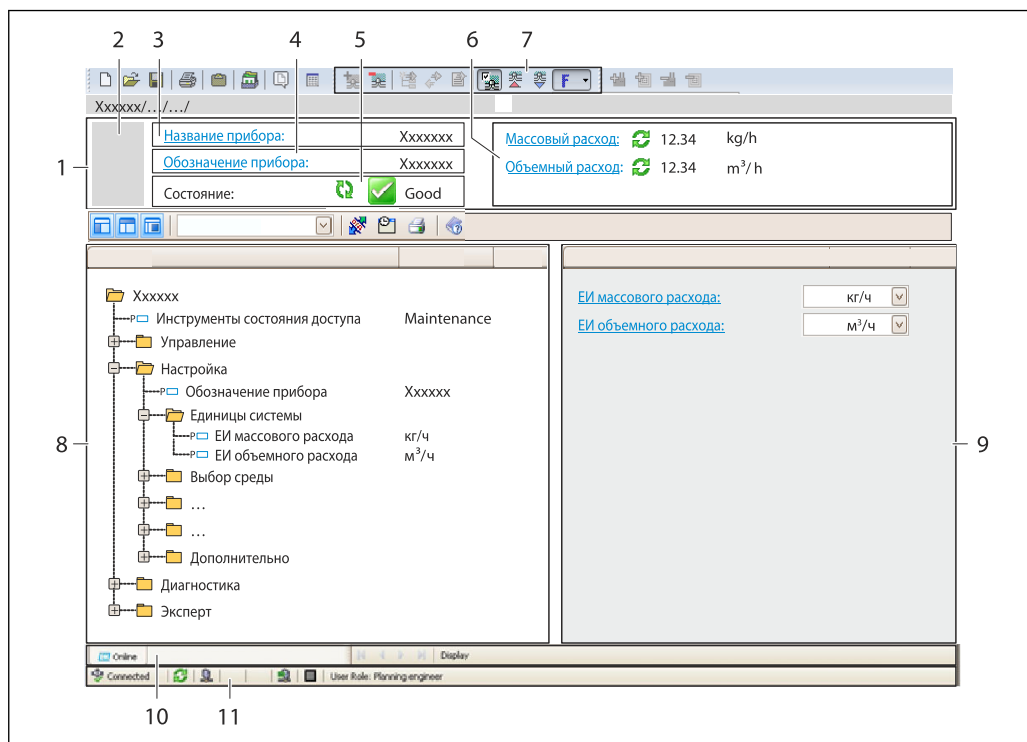 2 3 4 5 6 7
F
Xxxxxx/.../.../
1
Название прибора: Xxxxxxx
Обозначение прибора: Xxxxxxx
Состояние: Good
Массовый расход: 12.34 kg/h
Объемный расход: 12.34 m³/h
Xxxxxx
P Инструменты состояния доступа Maintenance
Управление
Настройка
P Обозначение прибора Xxxxxx
Единицы системы
P ЕИ массового расхода кг/ч
P ЕИ объемного расхода м³/ч
Выбор среды
...
...
Дополнительно
Диагностика
Эксперт
8
ЕИ массового расхода: кг/ч
ЕИ объемного расхода: м³/ч
9
Online Display
Connected User Role: Planning engineer
10 11